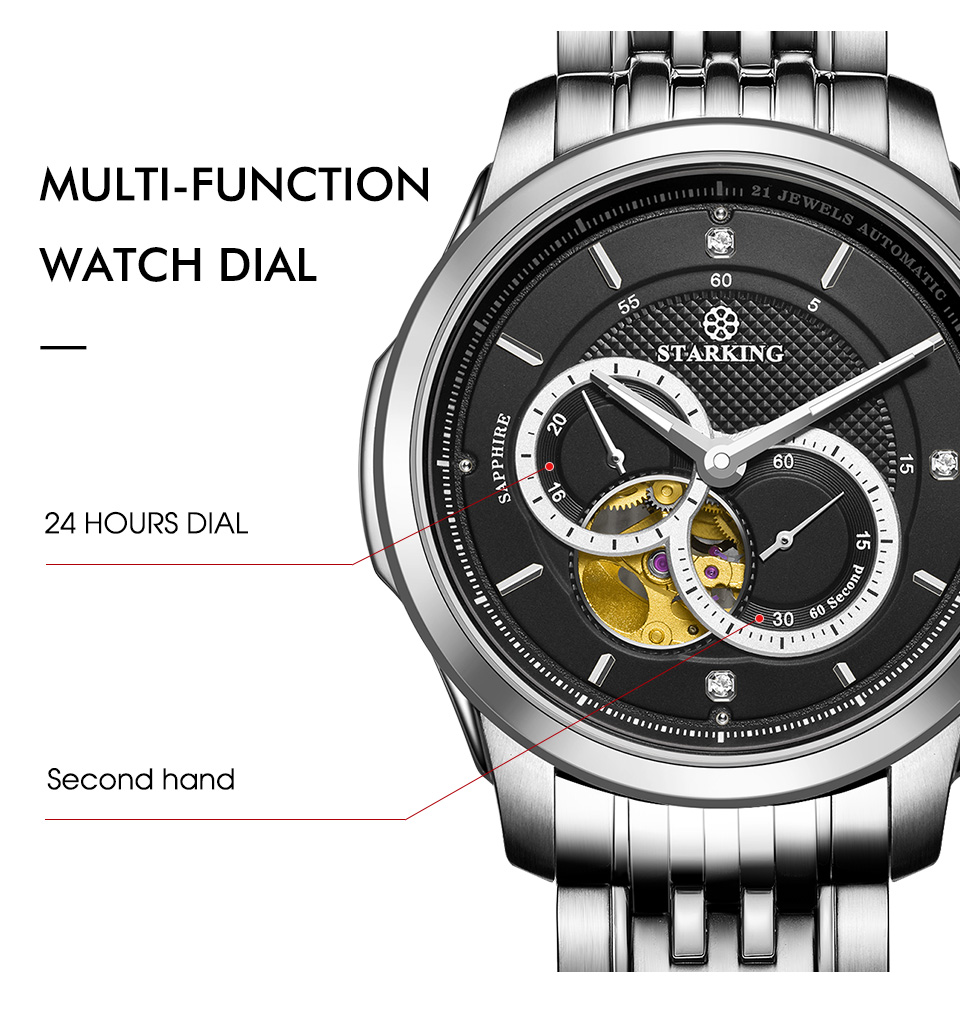 MULTI-FUNCTION
WATCH DIAL
24 HOURS DIAL
Second hand
21 JEWELS AUTOMATIC
60
5
55
STARKING
SAPPHIRE
20
16
60
15
15
30
60 Second